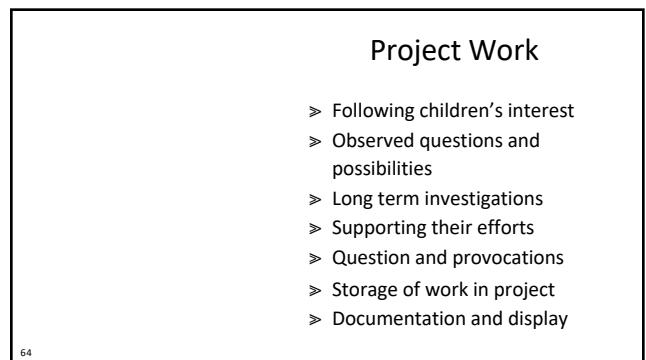 Project Work
⪢ Following children’s interest
⪢ Observed questions and
possibilities
⪢ Long term investigations
⪢ Supporting their efforts
⪢ Question and provocations
⪢ Storage of work in project
⪢ Documentation and display
64